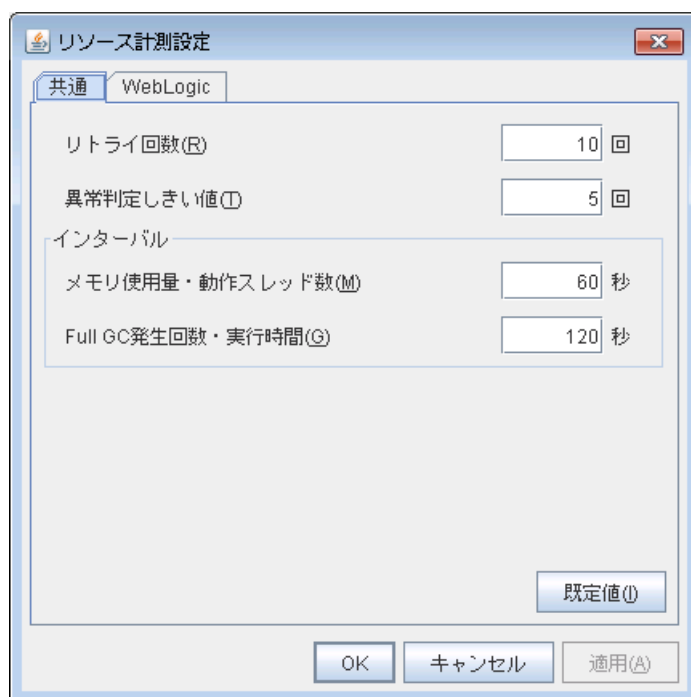 リソース計測設定
共通 WebLogic
リトライ回数(R) 10 回
異常判定しきい値(T) 5 回
インターバル
メモリ使用量・動作スレッド数(M) 60 秒
Full GC発生回数・実行時間(G) 120 秒
既定値(I)
OK キャンセル 適用(A)